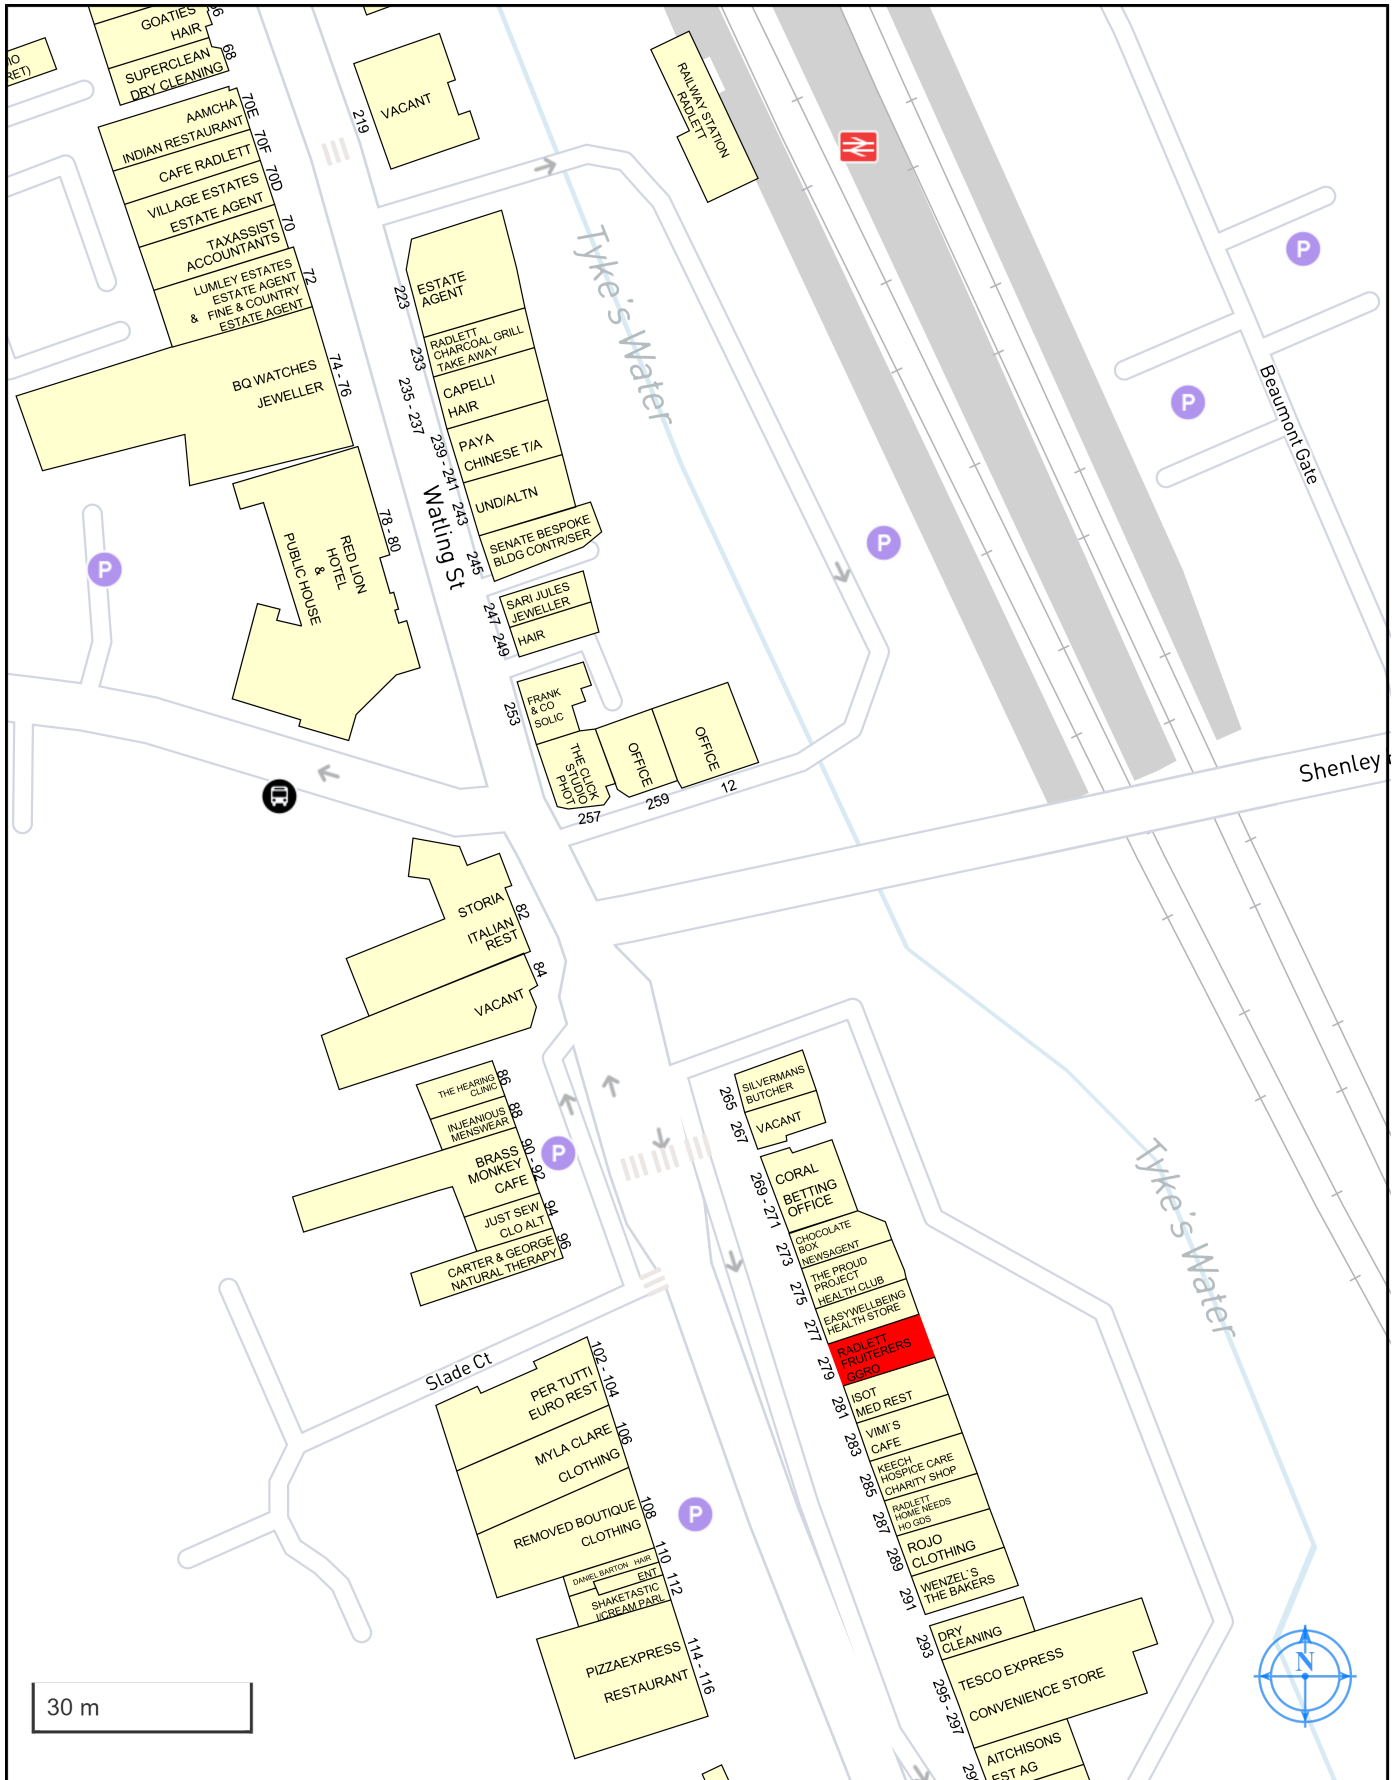 GOATIES
HAIR
SUPERCLEAN
DRY CLEANING
68
AAMCHA
INDIAN RESTAURANT
70E
CAFE RADLETT
70F
VILLAGE ESTATES
ESTATE AGENT
70D
TAXASSIST
ACCOUNTANTS
70
LUMLEY ESTATES
ESTATE AGENT
& FINE & COUNTRY
ESTATE AGENT
72
BQ WATCHES
JEWELLER
74 - 76
RED LION
HOTEL
&
PUBLIC HOUSE
78 - 80
P
VACANT
219
RAILWAY STATION
RADLETT
Tyke's Water
ESTATE
AGENT
223
RADLETT
CHARCOAL GRILL
TAKE AWAY
233
CAPELLI
HAIR
235 - 237
PAYA
CHINESE T/A
239 - 241
UND/ALTN
243
SENATE BESPOKE
BLDG CONTR/SER
245
Watling St
SARI JULES
JEWELLER
247
HAIR
249
FRANK
& CO
SOLIC
253
THE CLICK
STUDIO
PHOT
257
OFFICE
259
OFFICE
12
P
P
P
Beaumont Gate
Shenley
STORIA
ITALIAN
REST
82
VACANT
84
THE HEARING
CLINIC
86
INJEANIOUS
MENSWEAR
88
BRASS
MONKEY
CAFE
90 - 92
JUST SEW
CLO ALT
94
CARTER & GEORGE
NATURAL THERAPY
96
P
Slade Ct
PER TUTTI
EURO REST
102 - 104
MYLA CLARE
CLOTHING
106
REMOVED BOUTIQUE
CLOTHING
108
DANIEL BARTON HAIR
110
ENT
SHAKETASTIC
I/CREAM PARL
112
PIZZAEXPRESS
RESTAURANT
114 - 116
P
SILVERMANS
BUTCHER
265
VACANT
267
CORAL
BETTING
OFFICE
269 - 271
CHOCOLATE
BOX
NEWSAGENT
273
THE PROUD
PROJECT
HEALTH CLUB
275
EASYWELLBEING
HEALTH STORE
277
RADLETT
FRUITERERS
GGRO
279
ISOT
MED REST
281
VIMI`S
CAFE
283
KEECH
HOSPICE CARE
CHARITY SHOP
285
RADLETT
HOME NEEDS
HO GDS
287
ROJO
CLOTHING
289
WENZEL`S
THE BAKERS
291
DRY
CLEANING
293
TESCO EXPRESS
CONVENIENCE STORE
295 - 297
AITCHISONS
EST AG
Tyke's Water
N
30 m